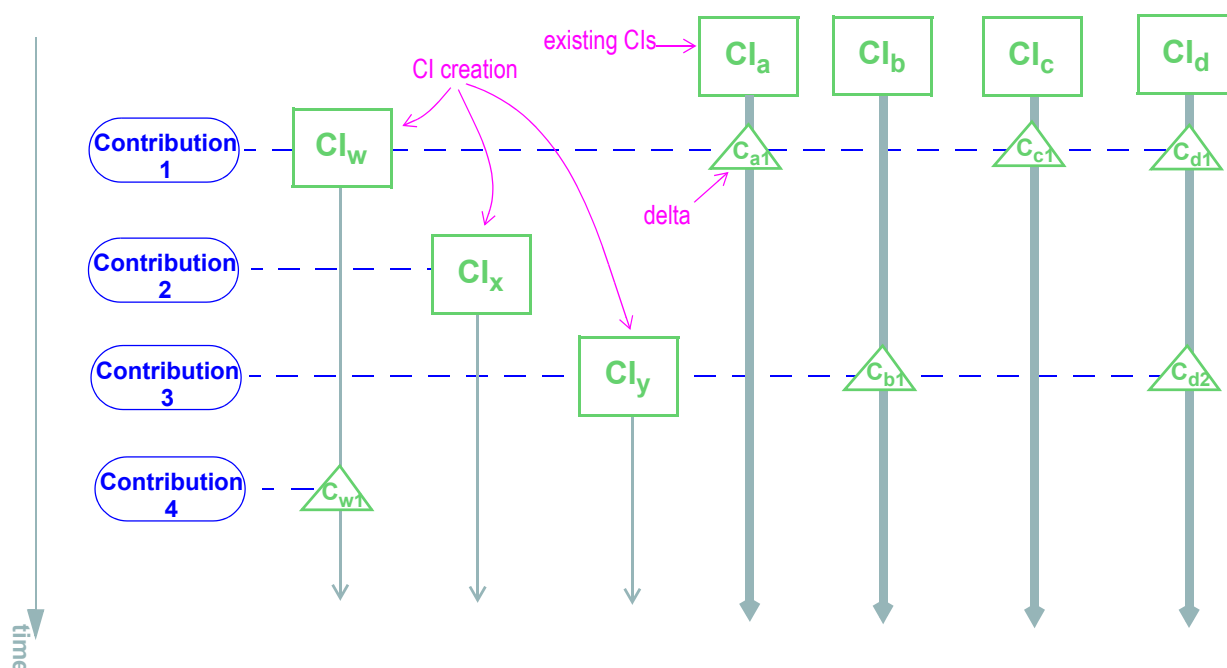 existing CIs
CIa
CIb
CIc
CId
CI creation
Contribution
1
CIw
Ca1
Cc1
Cd1
delta
Contribution
2
CIx
Contribution
3
CIy
Cb1
Cd2
Contribution
4
Cw1
time